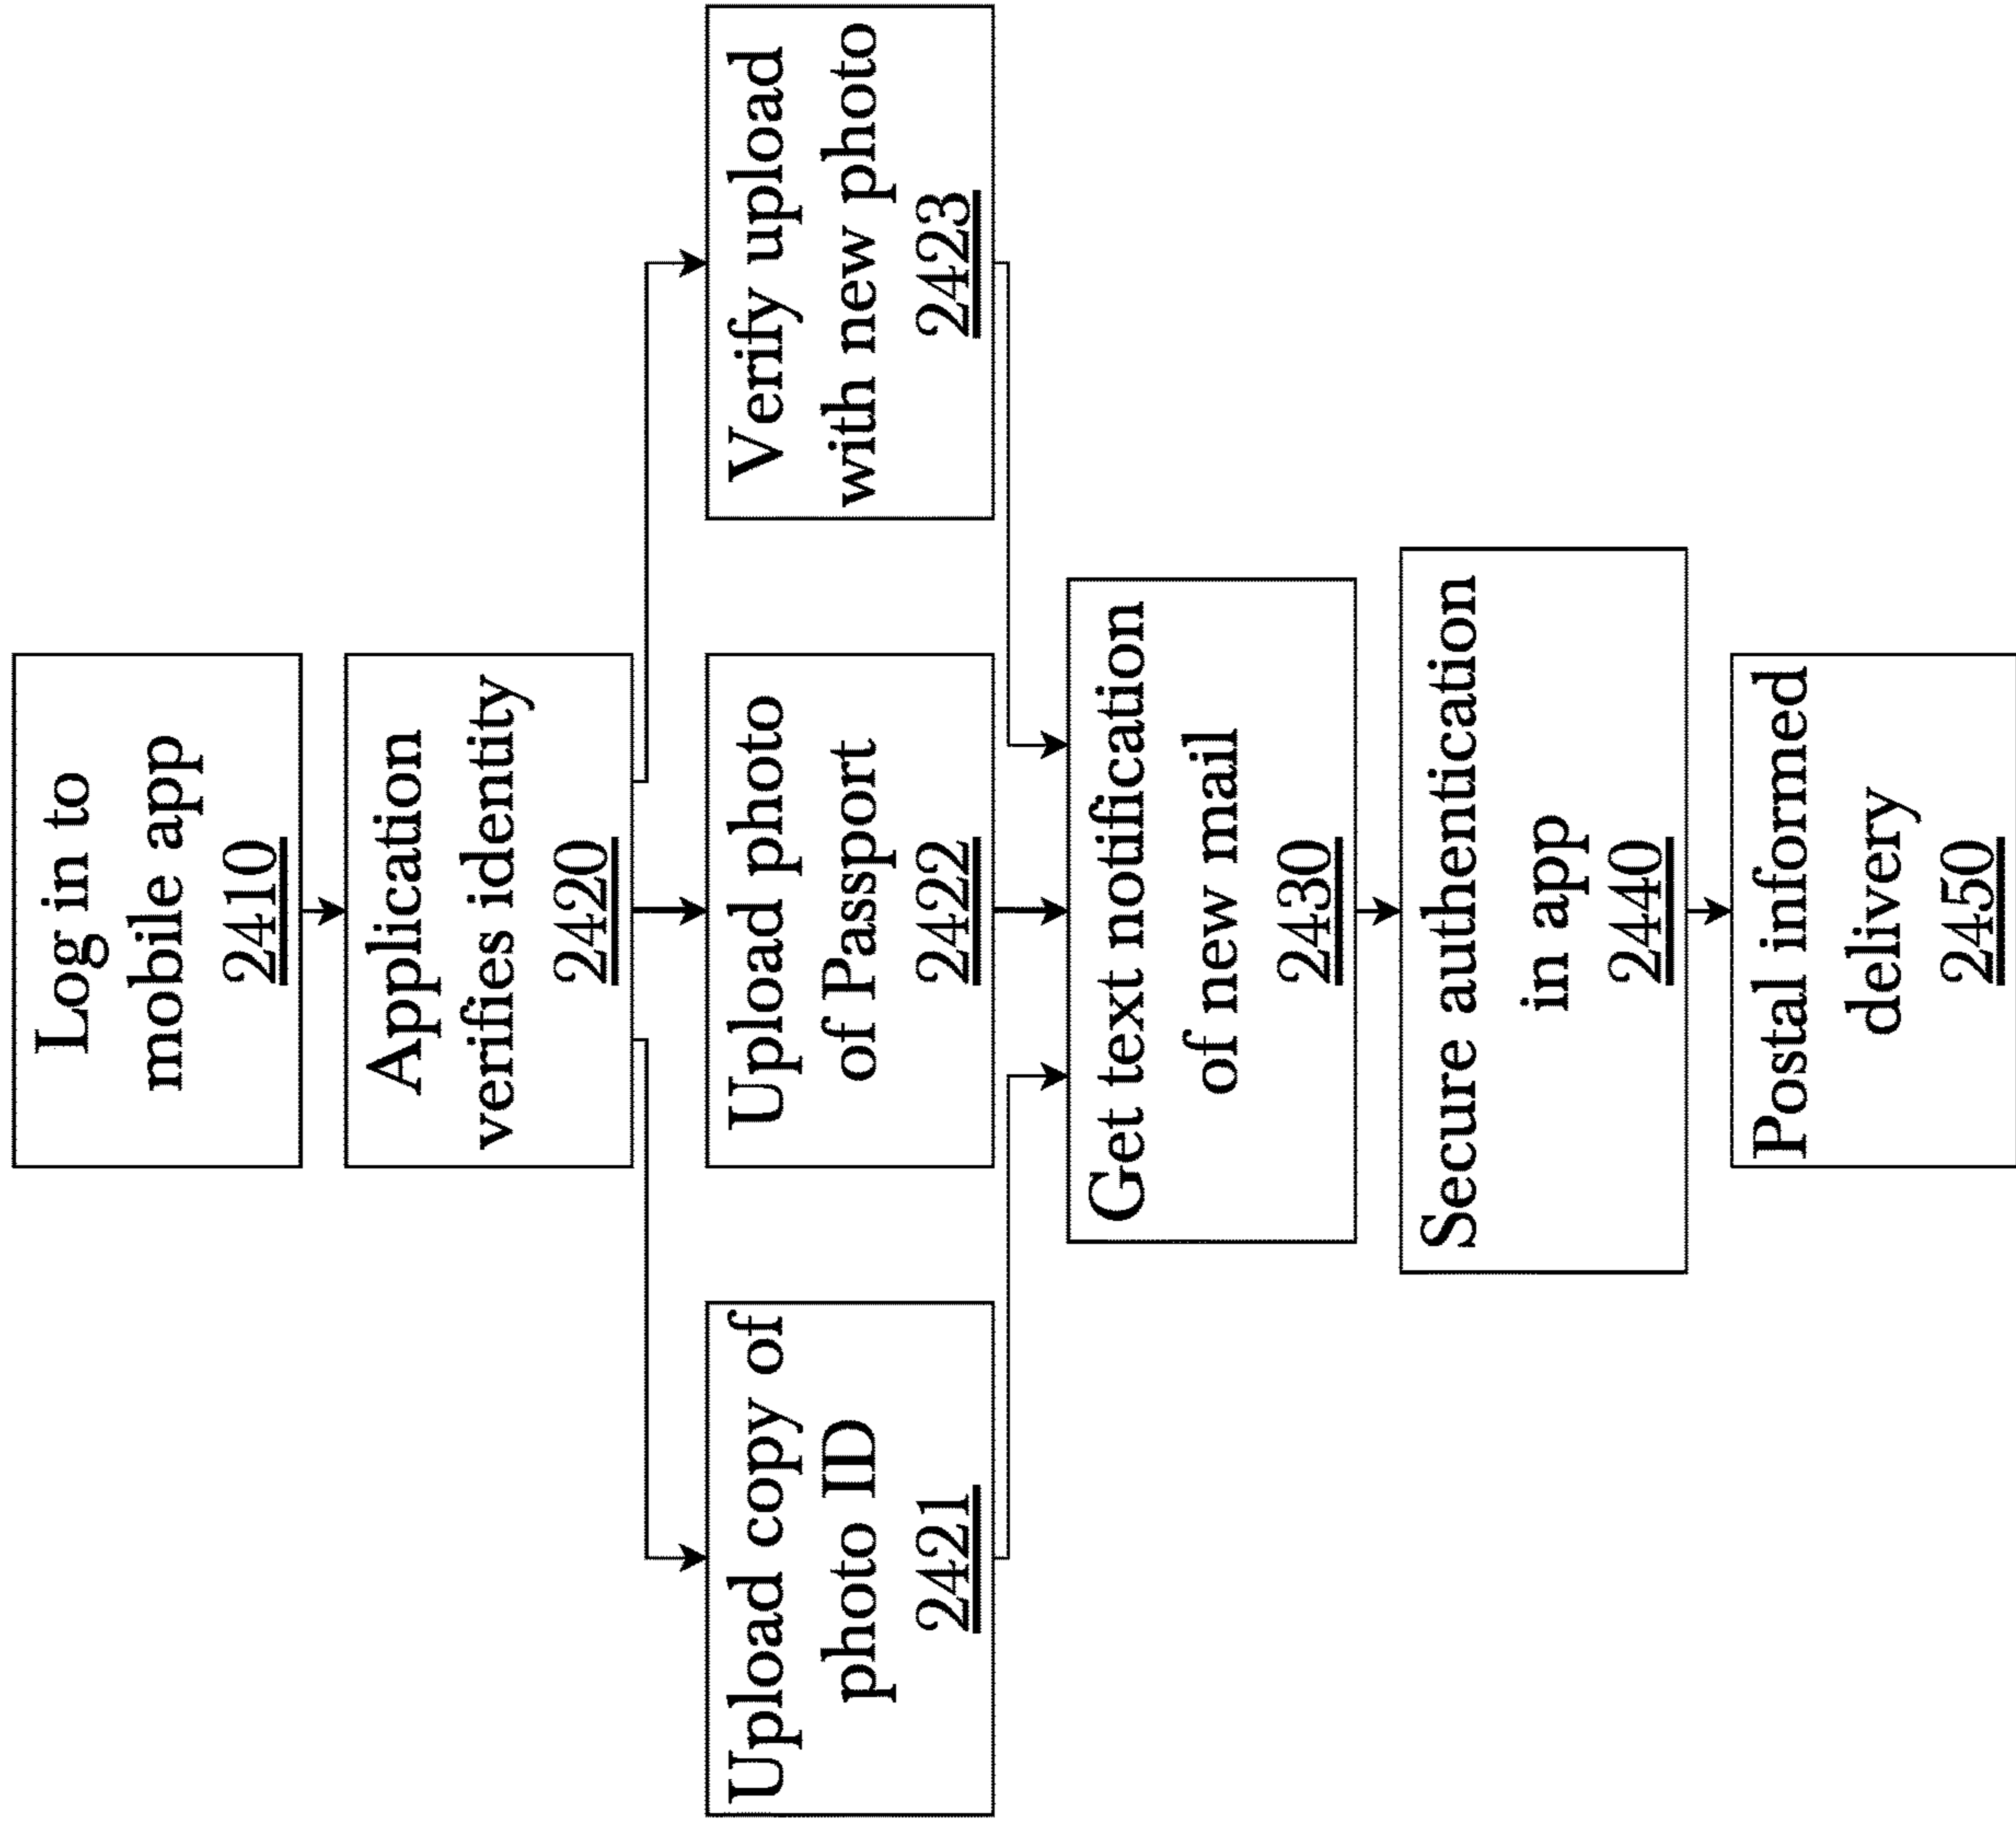 Log in to
mobile app
2410
Application
verifies identity
2420
Upload copy of
photo ID
2421
Upload photo
of Passport
2422
Verify upload
with new photo
2423
Get text notification
of new mail
2430
Secure authentication
in app
2440
Postal informed
delivery
2450